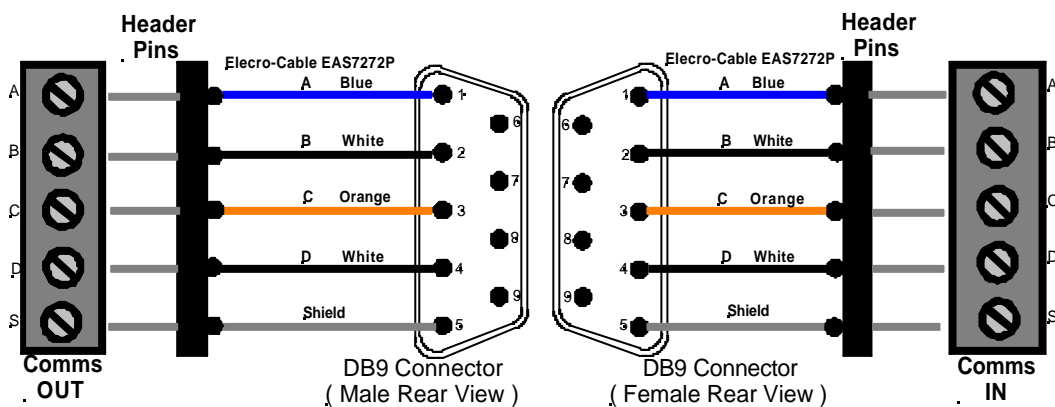 Header
Pins
Header
Pins
Elecro-Cable EAS7272P
Elecro-Cable EAS7272P
A
A Blue
1
1
A Blue
A
6
6
B
B White
2
2
B White
B
7
7
C
C Orange
3
3
C Orange
C
8
8
D
D White
4
4
D White
D
9
9
S
Shield
5
5
Shield
S
Comms
OUT
DB9 Connector
( Male Rear View )
DB9 Connector
( Female Rear View )
Comms
IN